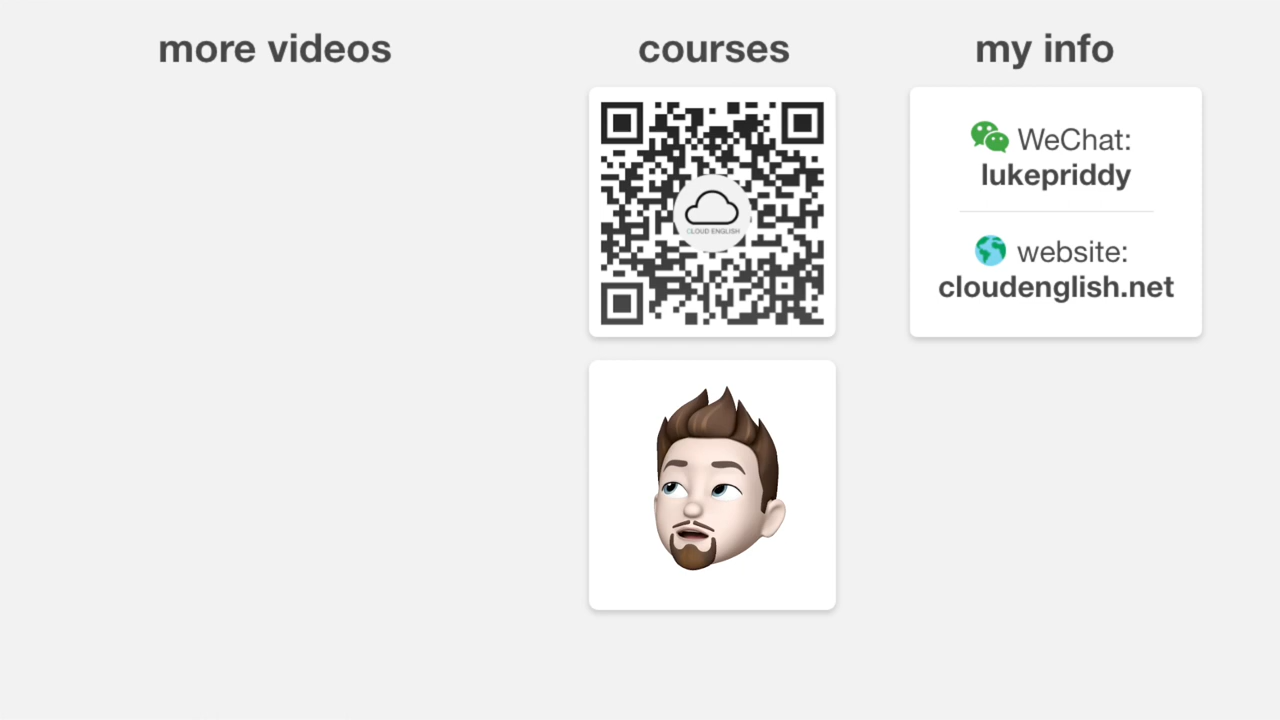 more videos
courses
CLOUD ENGLISH
my info
WeChat:
lukepriddy
website:
cloudenglish.net